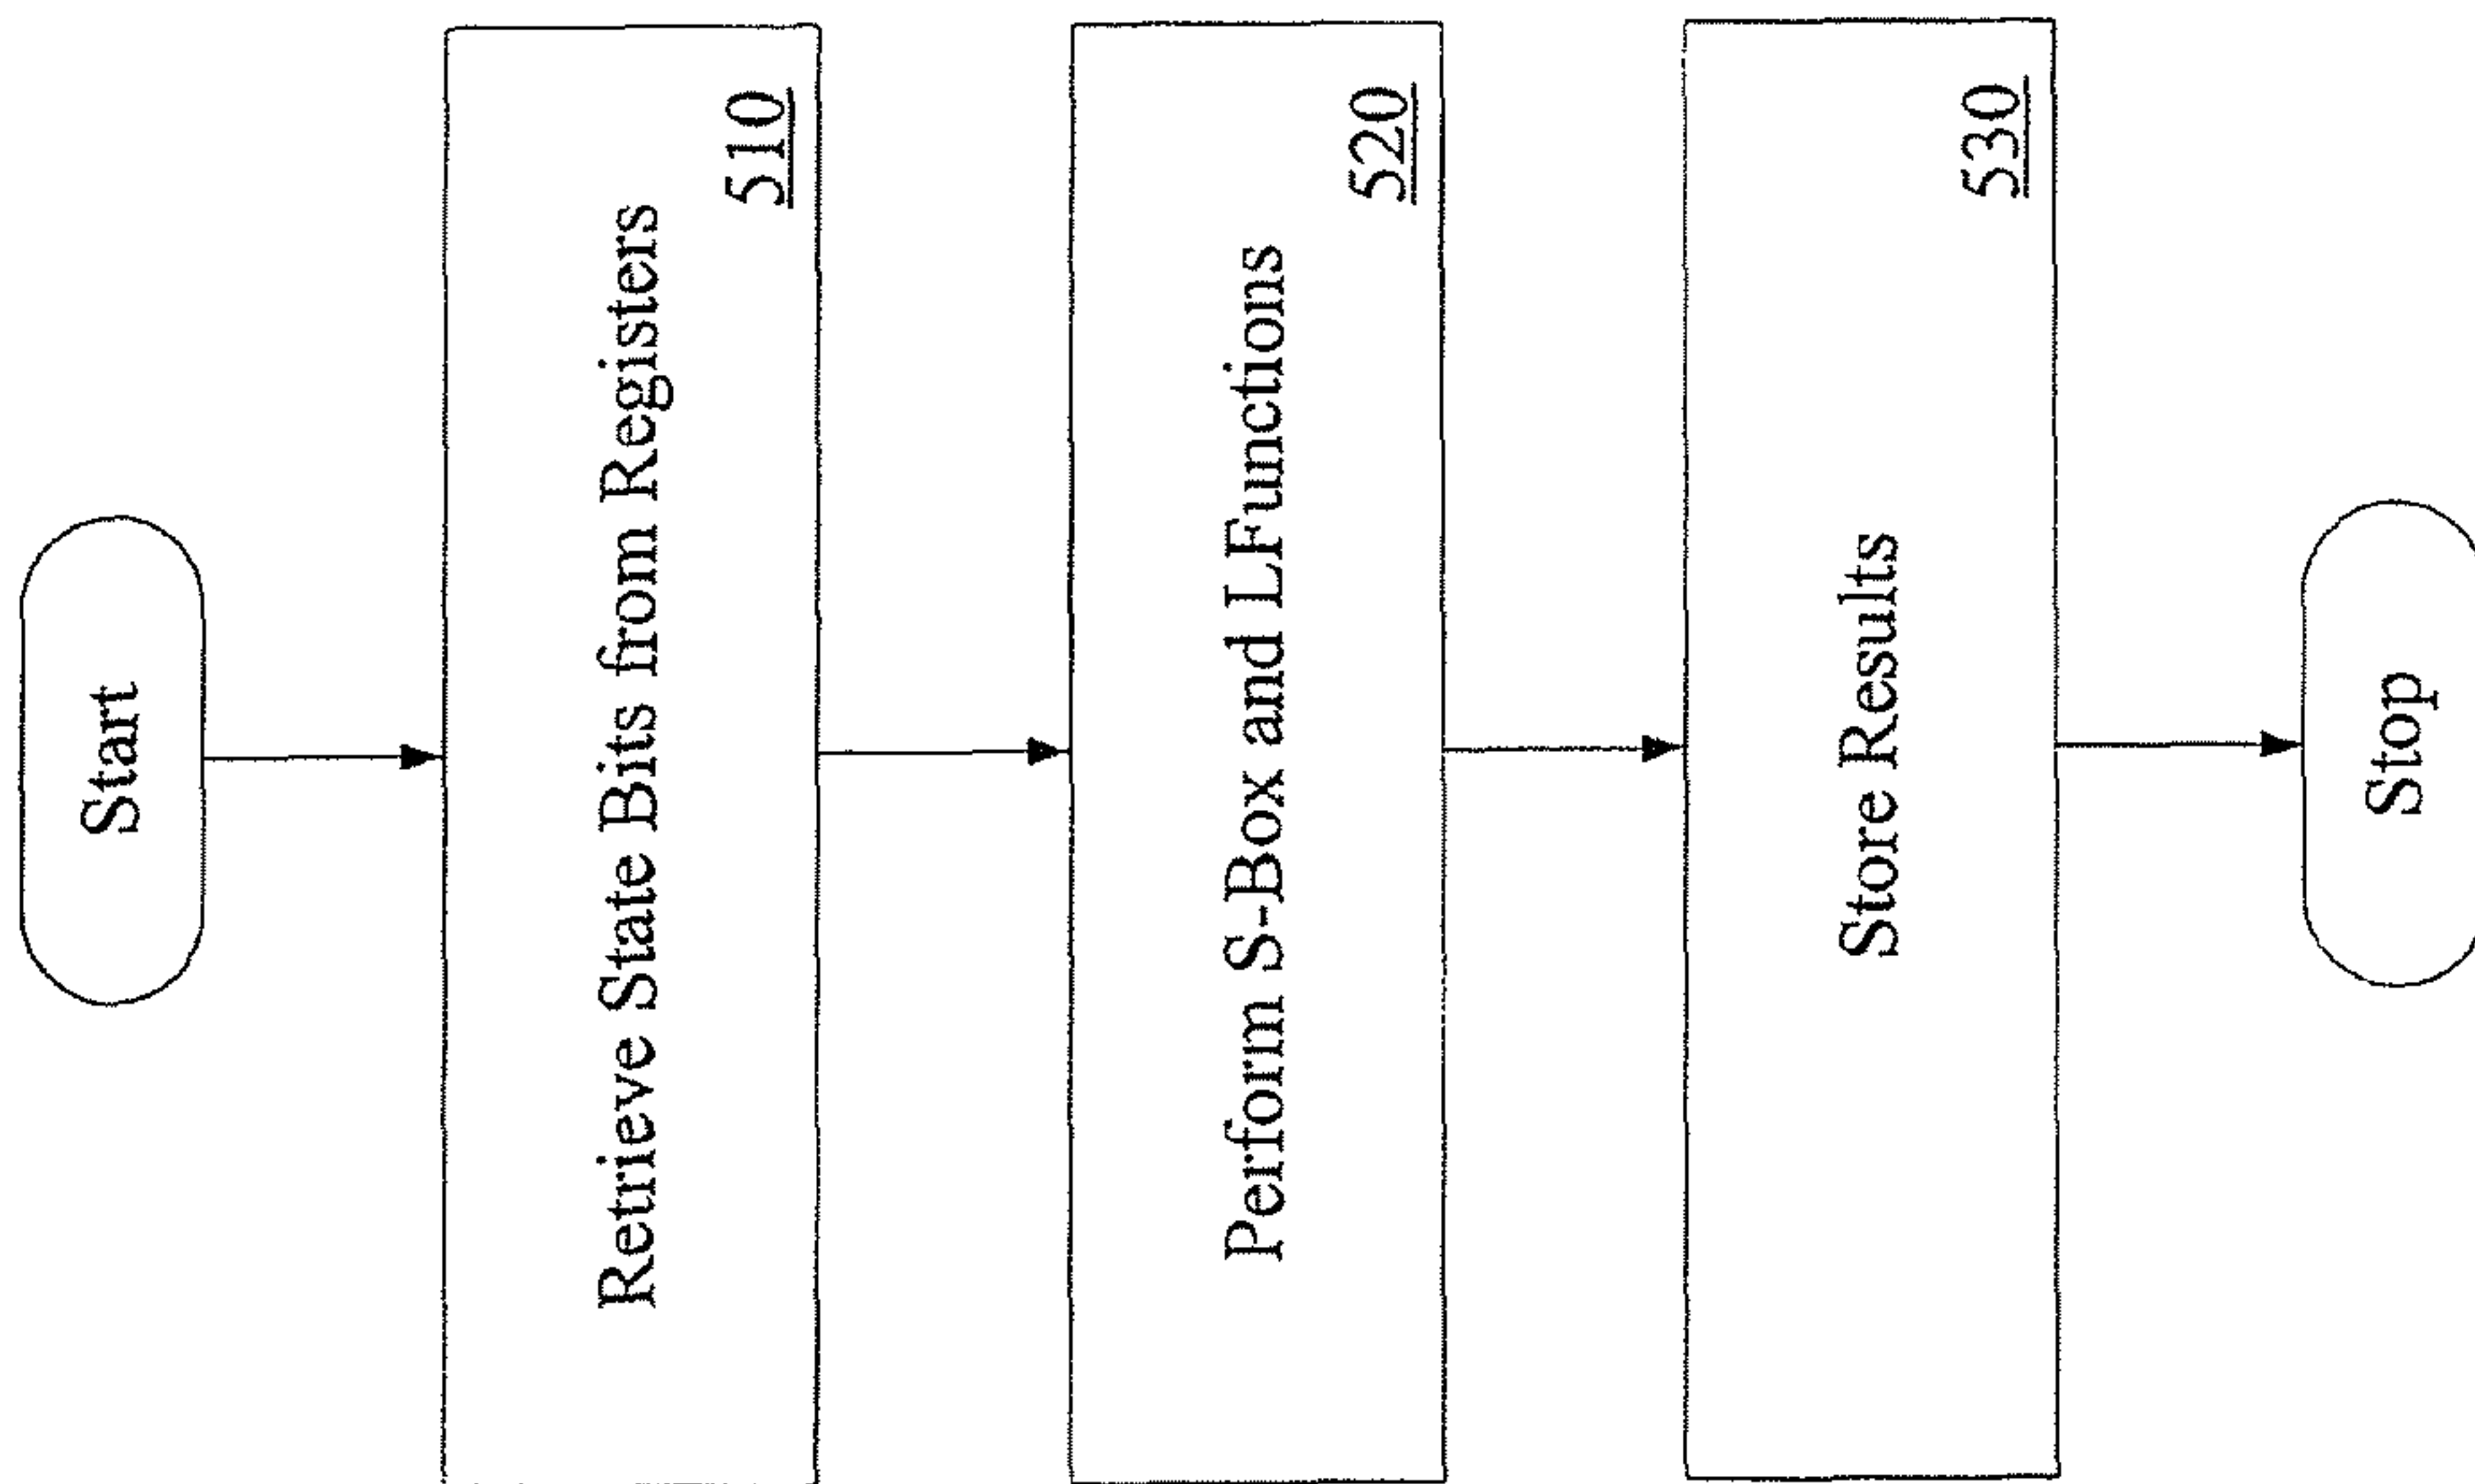 Start
Retrieve State Bits from Registers
510
Perform S-Box and LFunctions
520
Store Results
530
Stop